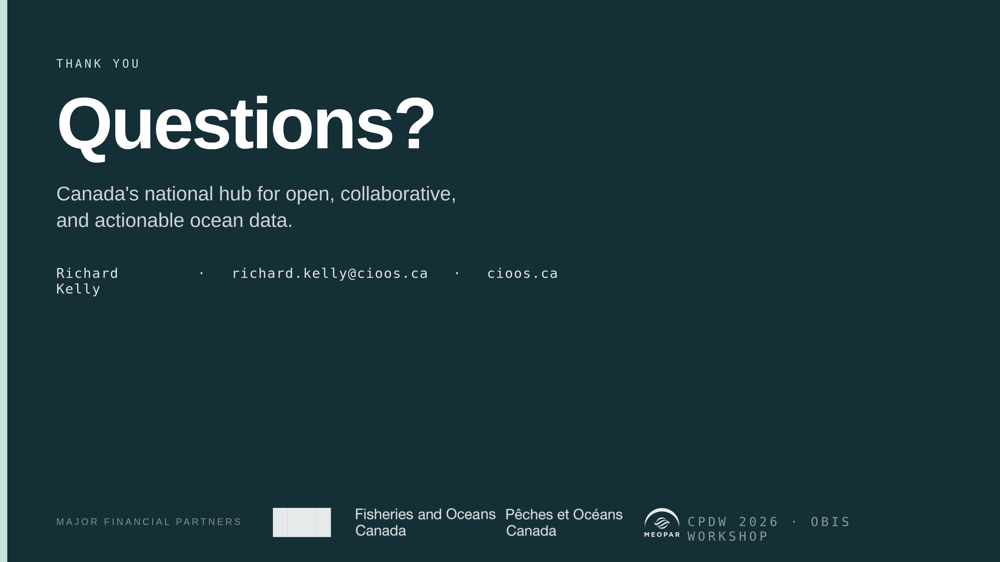 THANK YOU
Questions?
Canada's national hub for open, collaborative,
and actionable ocean data.
Richard · richard.kelly@cioos.ca · cioos.ca
Kelly
MAJOR FINANCIAL PARTNERS
Fisheries and Oceans Pêches et Océans
Canada Canada
MEOPAR
CPDW 2026 · OBIS
WORKSHOP